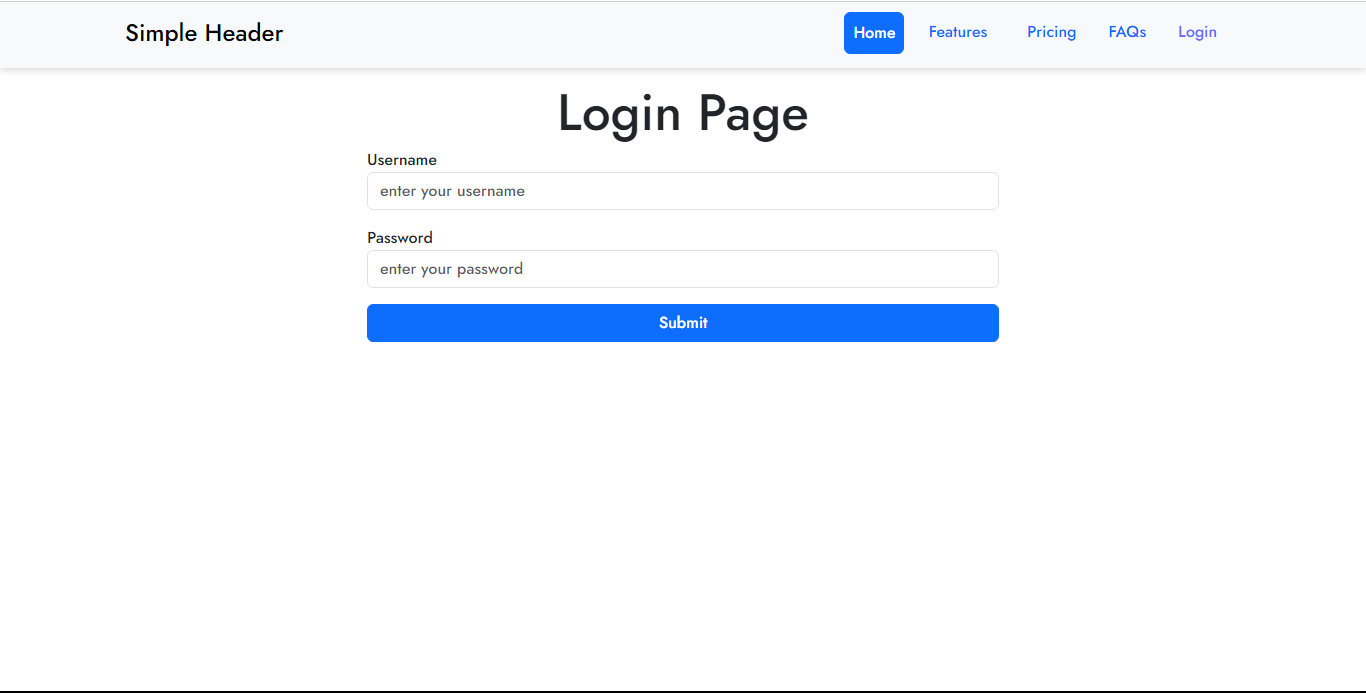 Simple Header Home Features Pricing FAQs Login
Login Page
Username
enter your username
Password
enter your password
Submit